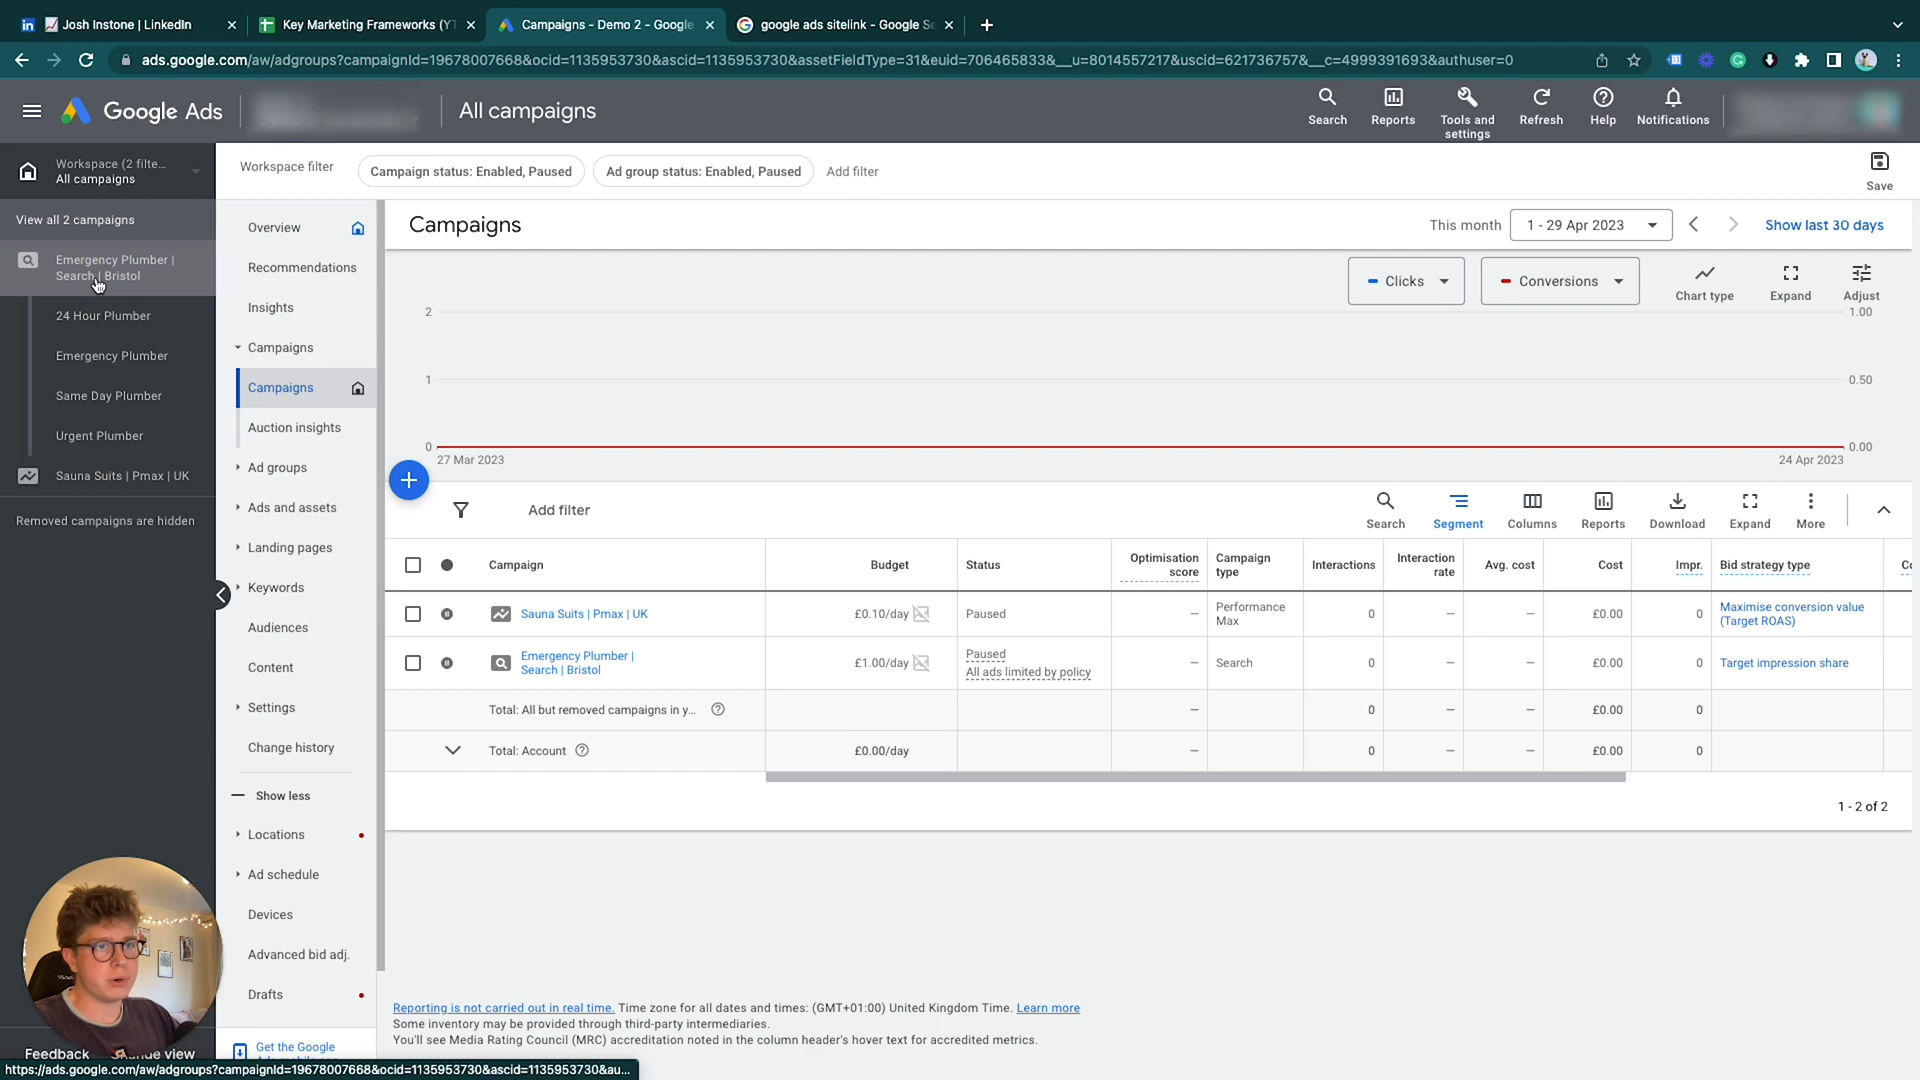 Josh Instone | LinkedIn
Key Marketing Frameworks (YT
Campaigns - Demo 2 - Google
google ads sitelink - Google Se
ads.google.com/aw/adgroups?campaignId=19678007668&ocid=1135953730&ascid=1135953730&assetFieldType=31&euid=706465833&__u=8014557217&uscid=621736757&__c=4999391693&authuser=0
Google Ads
All campaigns
Search
Reports
Tools and
settings
Refresh
Help
Notifications
Workspace (2 filte...
All campaigns
Workspace filter
Campaign status: Enabled, Paused
Ad group status: Enabled, Paused
Add filter
Save
View all 2 campaigns
Emergency Plumber |
Search | Bristol
24 Hour Plumber
Emergency Plumber
Same Day Plumber
Urgent Plumber
Sauna Suits | Pmax | UK
Removed campaigns are hidden
Feedback
Overview
Recommendations
Insights
Campaigns
Campaigns
Auction insights
Ad groups
Ads and assets
Landing pages
Keywords
Audiences
Content
Settings
Change history
Show less
Locations
Ad schedule
Devices
Advanced bid adj.
Drafts
Get the Google
Campaigns
This month
1 - 29 Apr 2023
Show last 30 days
Clicks
Conversions
Chart type
Expand
Adjust
2
1.00
1
0.50
0
0.00
27 Mar 2023
24 Apr 2023
Add filter
Search
Segment
Columns
Reports
Download
Expand
More
Campaign
Budget
Status
Optimisation
score
Campaign
type
Interactions
Interaction
rate
Avg. cost
Cost
Impr.
Bid strategy type
Sauna Suits | Pmax | UK
£0.10/day
Paused
–
Performance
Max
0
–
–
£0.00
0
Maximise conversion value
(Target ROAS)
Emergency Plumber |
Search | Bristol
£1.00/day
Paused
All ads limited by policy
–
Search
0
–
–
£0.00
0
Target impression share
Total: All but removed campaigns in y...
–
0
–
–
£0.00
0
Total: Account
£0.00/day
–
0
–
–
£0.00
0
1 - 2 of 2
Reporting is not carried out in real time. Time zone for all dates and times: (GMT+01:00) United Kingdom Time. Learn more
Some inventory may be provided through third-party intermediaries.
You'll see Media Rating Council (MRC) accreditation noted in the column header's hover text for accredited metrics.
https://ads.google.com/aw/adgroups?campaignId=19678007668&ocid=1135953730&ascid=1135953730&au...